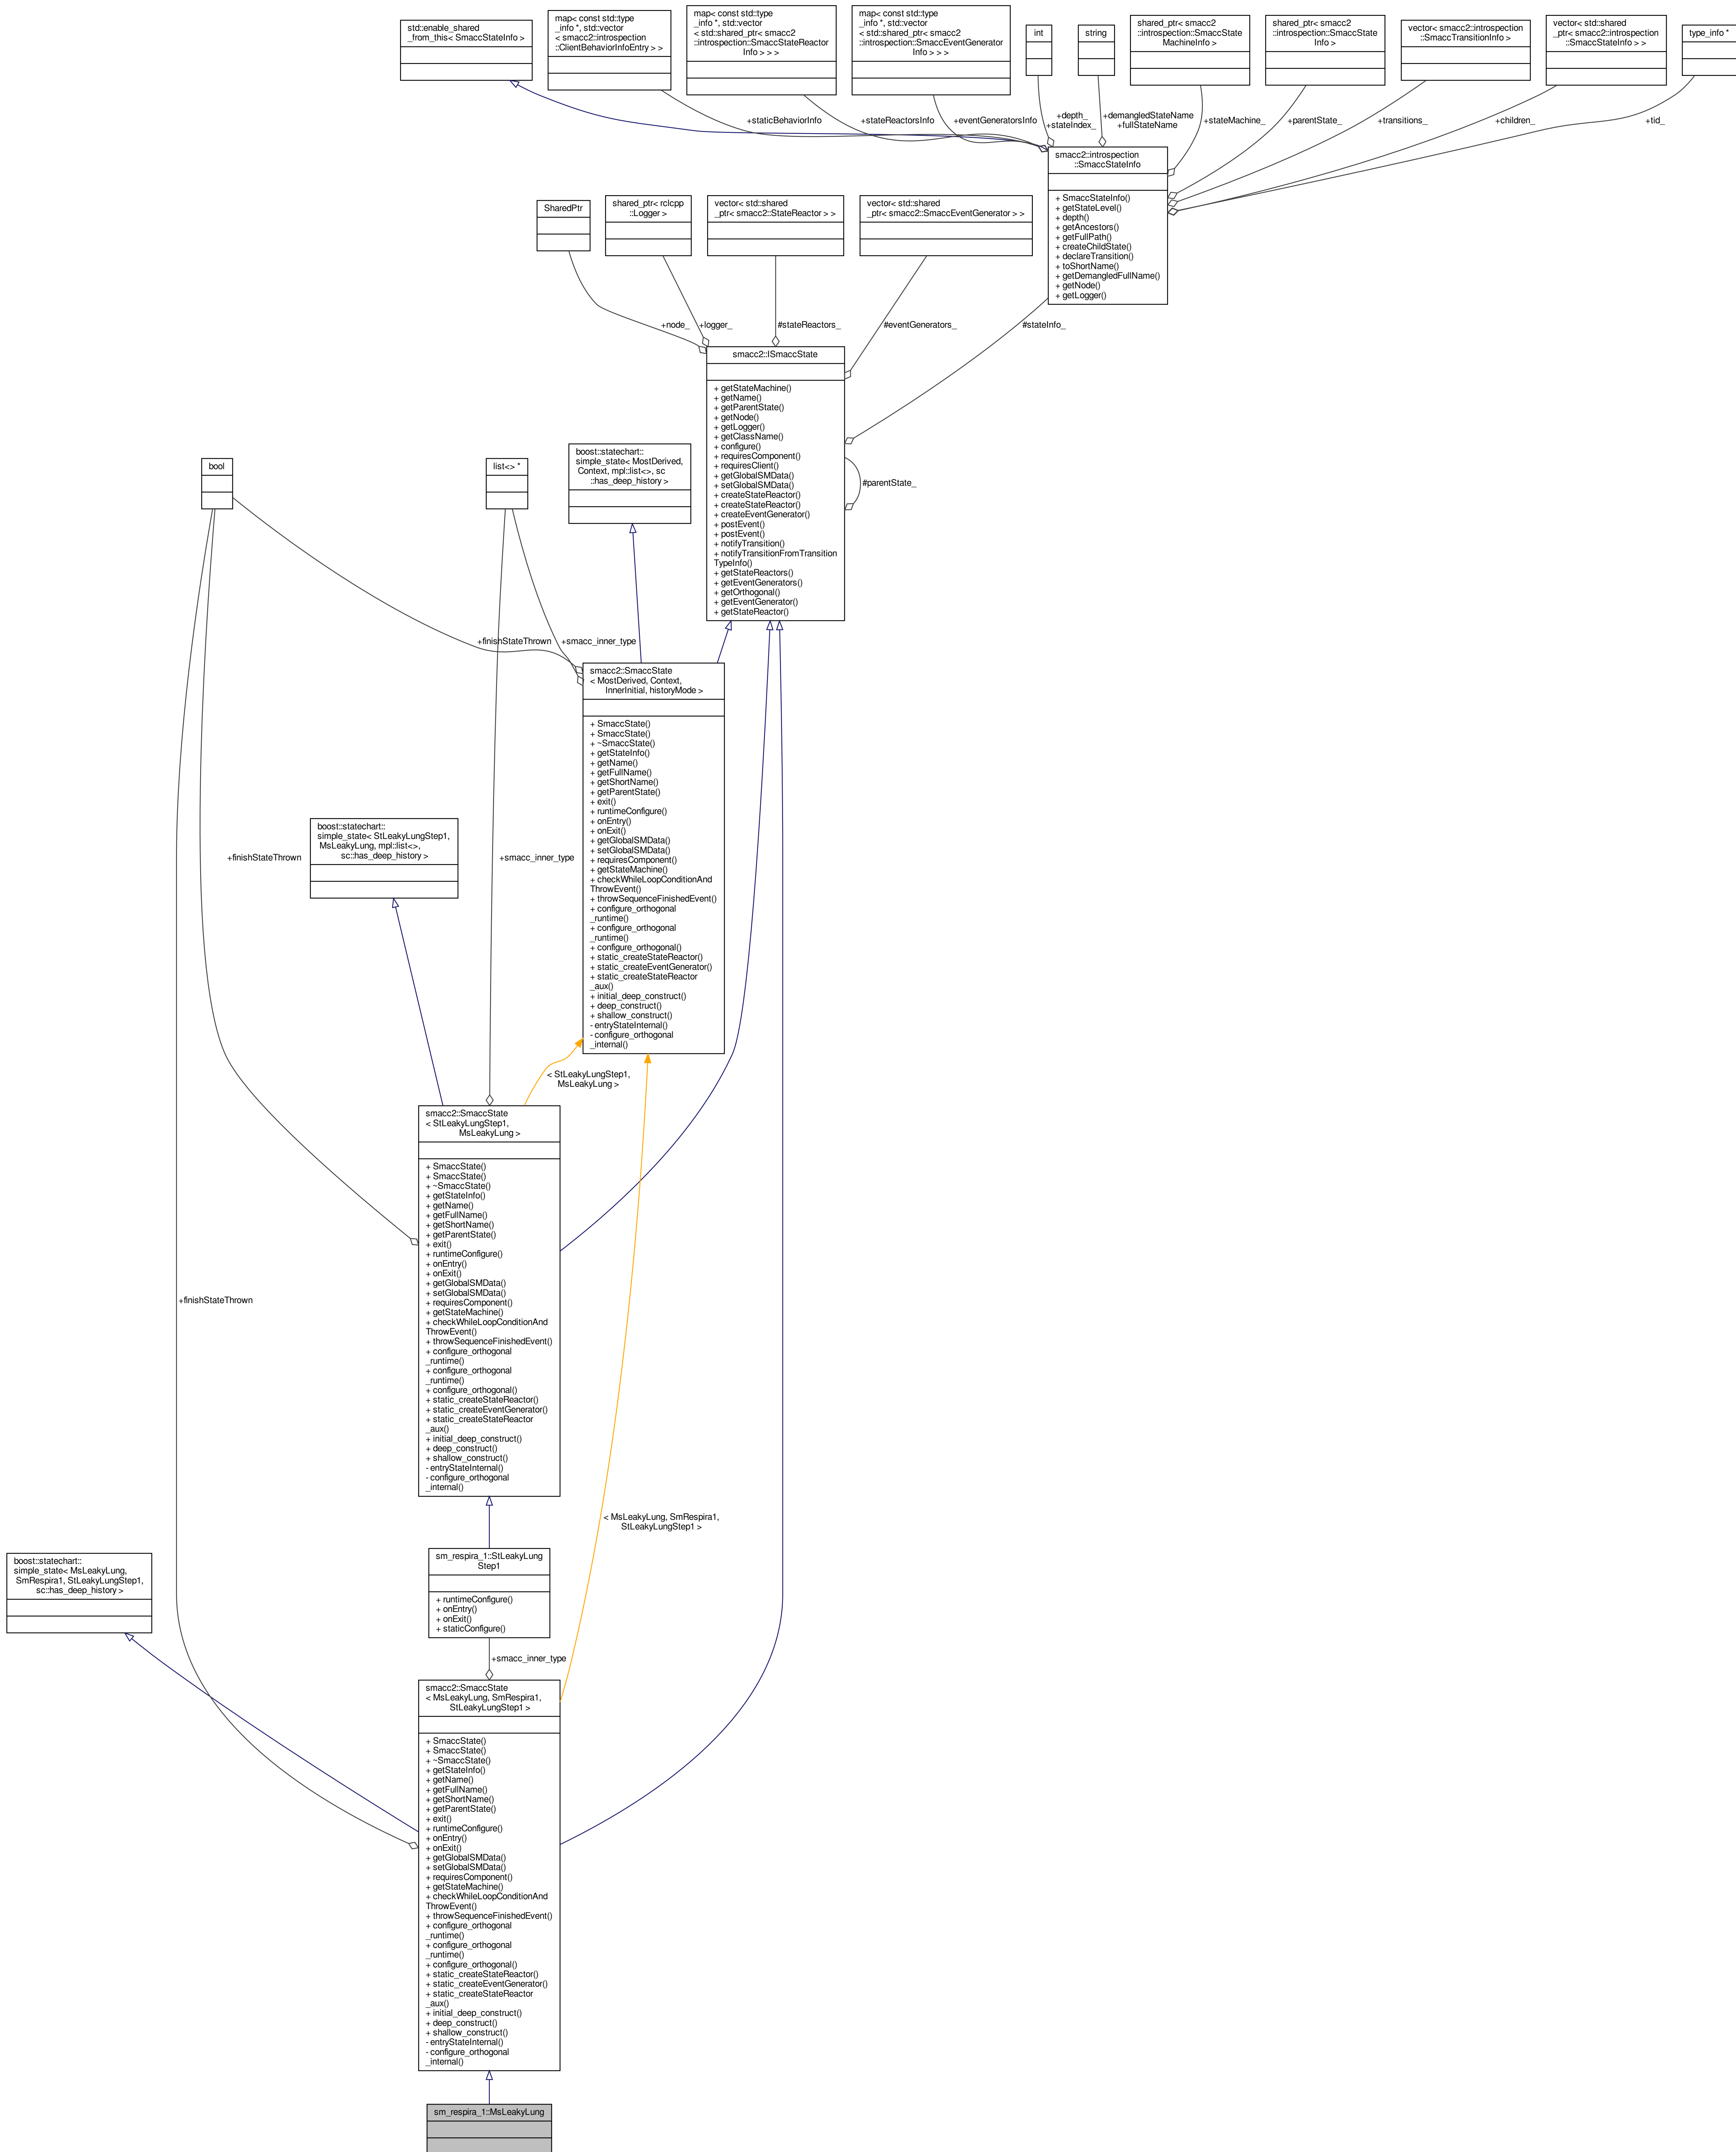 std::enable_shared
_from_this< SmaccStateInfo >
map< const std::type
_info *, std::vector
< smacc2::introspection
::ClientBehaviorInfoEntry > >
map< const std::type
_info *, std::vector
< std::shared_ptr< smacc2
::introspection::SmaccStateReactor
Info > > >
map< const std::type
_info *, std::vector
< std::shared_ptr< smacc2
::introspection::SmaccEventGenerator
Info > > >
int
string
shared_ptr< smacc2
::introspection::SmaccState
MachineInfo >
shared_ptr< smacc2
::introspection::SmaccState
Info >
vector< smacc2::introspection
::SmaccTransitionInfo >
vector< std::shared
_ptr< smacc2::introspection
::SmaccStateInfo > >
type_info *
+staticBehaviorInfo
+stateReactorsInfo
+eventGeneratorsInfo
+depth_
+stateIndex_
+demangledStateName
+fullStateName
+stateMachine_
+parentState_
+transitions_
+children_
+tid_
smacc2::introspection
::SmaccStateInfo
+ SmaccStateInfo()
+ getStateLevel()
+ depth()
+ getAncestors()
+ getFullPath()
+ createChildState()
+ declareTransition()
+ toShortName()
+ getDemangledFullName()
+ getNode()
+ getLogger()
SharedPtr
shared_ptr< rclcpp
::Logger >
vector< std::shared
_ptr< smacc2::StateReactor > >
vector< std::shared
_ptr< smacc2::SmaccEventGenerator > >
+node_
+logger_
#stateReactors_
#eventGenerators_
#stateInfo_
smacc2::ISmaccState
+ getStateMachine()
+ getName()
+ getParentState()
+ getNode()
+ getLogger()
+ getClassName()
+ configure()
+ requiresComponent()
+ requiresClient()
+ getGlobalSMData()
+ setGlobalSMData()
+ createStateReactor()
+ createStateReactor()
+ createEventGenerator()
+ postEvent()
+ postEvent()
+ notifyTransition()
+ notifyTransitionFromTransition
TypeInfo()
+ getStateReactors()
+ getEventGenerators()
+ getOrthogonal()
+ getEventGenerator()
+ getStateReactor()
#parentState_
bool
list<> *
boost::statechart::
simple_state< MostDerived,
Context, mpl::list<>, sc
::has_deep_history >
+finishStateThrown
+smacc_inner_type
smacc2::SmaccState
< MostDerived, Context,
InnerInitial, historyMode >
+ SmaccState()
+ SmaccState()
+ ~SmaccState()
+ getStateInfo()
+ getName()
+ getFullName()
+ getShortName()
+ getParentState()
+ exit()
+ runtimeConfigure()
+ onEntry()
+ onExit()
+ getGlobalSMData()
+ setGlobalSMData()
+ requiresComponent()
+ getStateMachine()
+ checkWhileLoopConditionAnd
ThrowEvent()
+ throwSequenceFinishedEvent()
+ configure_orthogonal
_runtime()
+ configure_orthogonal
_runtime()
+ configure_orthogonal()
+ static_createStateReactor()
+ static_createEventGenerator()
+ static_createStateReactor
_aux()
+ initial_deep_construct()
+ deep_construct()
+ shallow_construct()
- entryStateInternal()
- configure_orthogonal
_internal()
boost::statechart::
simple_state< StLeakyLungStep1,
MsLeakyLung, mpl::list<>,
sc::has_deep_history >
+finishStateThrown
+smacc_inner_type
< StLeakyLungStep1,
MsLeakyLung >
smacc2::SmaccState
< StLeakyLungStep1,
MsLeakyLung >
+ SmaccState()
+ SmaccState()
+ ~SmaccState()
+ getStateInfo()
+ getName()
+ getFullName()
+ getShortName()
+ getParentState()
+ exit()
+ runtimeConfigure()
+ onEntry()
+ onExit()
+ getGlobalSMData()
+ setGlobalSMData()
+ requiresComponent()
+ getStateMachine()
+ checkWhileLoopConditionAnd
ThrowEvent()
+ throwSequenceFinishedEvent()
+ configure_orthogonal
_runtime()
+ configure_orthogonal
_runtime()
+ configure_orthogonal()
+ static_createStateReactor()
+ static_createEventGenerator()
+ static_createStateReactor
_aux()
+ initial_deep_construct()
+ deep_construct()
+ shallow_construct()
- entryStateInternal()
- configure_orthogonal
_internal()
+finishStateThrown
< MsLeakyLung, SmRespira1,
StLeakyLungStep1 >
boost::statechart::
simple_state< MsLeakyLung,
SmRespira1, StLeakyLungStep1,
sc::has_deep_history >
sm_respira_1::StLeakyLung
Step1
+ runtimeConfigure()
+ onEntry()
+ onExit()
+ staticConfigure()
+smacc_inner_type
smacc2::SmaccState
< MsLeakyLung, SmRespira1,
StLeakyLungStep1 >
+ SmaccState()
+ SmaccState()
+ ~SmaccState()
+ getStateInfo()
+ getName()
+ getFullName()
+ getShortName()
+ getParentState()
+ exit()
+ runtimeConfigure()
+ onEntry()
+ onExit()
+ getGlobalSMData()
+ setGlobalSMData()
+ requiresComponent()
+ getStateMachine()
+ checkWhileLoopConditionAnd
ThrowEvent()
+ throwSequenceFinishedEvent()
+ configure_orthogonal
_runtime()
+ configure_orthogonal
_runtime()
+ configure_orthogonal()
+ static_createStateReactor()
+ static_createEventGenerator()
+ static_createStateReactor
_aux()
+ initial_deep_construct()
+ deep_construct()
+ shallow_construct()
- entryStateInternal()
- configure_orthogonal
_internal()
sm_respira_1::MsLeakyLung